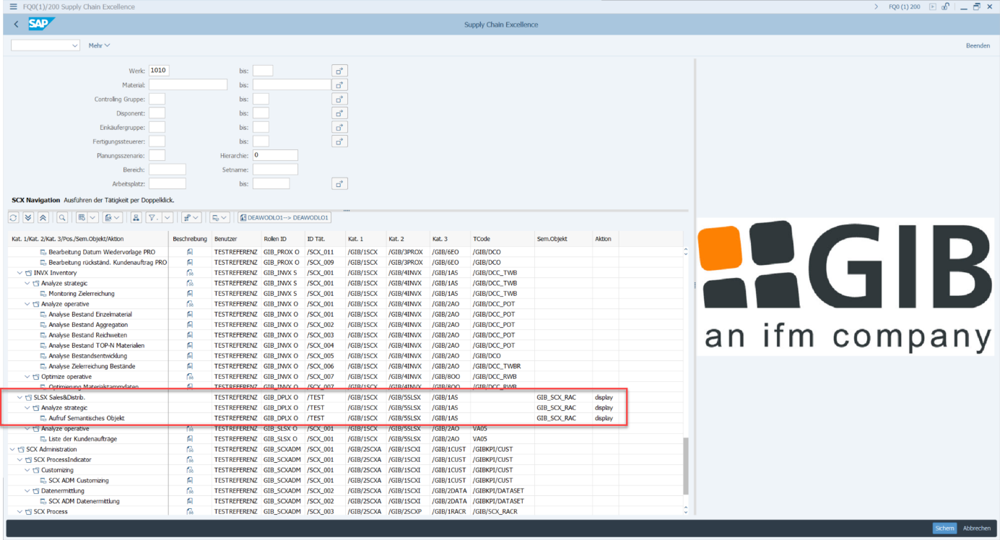 FQ0(1)/200 Supply Chain Excellence
FQ0 (1) 200
SAP
Supply Chain Excellence
Mehr
Beenden
Werk: 1010 bis:
Material: bis:
Controling Gruppe: bis:
Disponent: bis:
Einkäufergruppe: bis:
Fertigungssteuerer: bis:
Planungsszenario: Hierarchie: 0
Bereich: Setname:
Arbeitsplatz: bis:
SCX Navigation Ausführen der Tätigkeit per Doppelklick.
DEAWODLO1--> DEAWODLO1
Kat. 1/Kat. 2/Kat. 3/Pos./Sem.Objekt/Aktion Beschreibung Benutzer Rolen ID ID Tät. Kat. 1 Kat. 2 Kat. 3 TCode Sem.Objekt Aktion
Bearbeitung Datum Wiedervorlage PRO TESTREFERENZ GIB_PROX O /SCX_011 /GIB/1SCX /GIB/3PROX /GIB/6EO /GIB/DCO
Bearbeitung rückständ. Kundenauftrag PRO TESTREFERENZ GIB_PROX O /SCX_009 /GIB/1SCX /GIB/3PROX /GIB/6EO /GIB/DCO
INVX Inventory TESTREFERENZ GIB_INVX S /SCX_001 /GIB/1SCX /GIB/4INVX /GIB/1AS /GIB/DCC_TWB
Analyze strategic TESTREFERENZ GIB_INVX S /SCX_001 /GIB/1SCX /GIB/4INVX /GIB/1AS /GIB/DCC_TWB
Monitoring Zielerreichung TESTREFERENZ GIB_INVX S /SCX_001 /GIB/1SCX /GIB/4INVX /GIB/1AS /GIB/DCC_TWB
Analyze operative TESTREFERENZ GIB_INVX O /SCX_001 /GIB/1SCX /GIB/4INVX /GIB/2AO /GIB/DCC_POT
Analyse Bestand Einzelmaterial TESTREFERENZ GIB_INVX O /SCX_001 /GIB/1SCX /GIB/4INVX /GIB/2AO /GIB/DCC_POT
Analyse Bestand Aggregation TESTREFERENZ GIB_INVX O /SCX_002 /GIB/1SCX /GIB/4INVX /GIB/2AO /GIB/DCC_POT
Analyse Bestand Reichweiten TESTREFERENZ GIB_INVX O /SCX_003 /GIB/1SCX /GIB/4INVX /GIB/2AO /GIB/DCC_POT
Analyse Bestand TOP-N Materialen TESTREFERENZ GIB_INVX O /SCX_004 /GIB/1SCX /GIB/4INVX /GIB/2AO /GIB/DCC_POT
Analyse Bestandsentwicklung TESTREFERENZ GIB_INVX O /SCX_005 /GIB/1SCX /GIB/4INVX /GIB/2AO /GIB/DCO
Analyse Zielerreichung Bestände TESTREFERENZ GIB_INVX O /SCX_006 /GIB/1SCX /GIB/4INVX /GIB/2AO /GIB/DCC_TWBR
Optimize operative TESTREFERENZ GIB_INVX O /SCX_007 /GIB/1SCX /GIB/4INVX /GIB/8OO /GIB/DCC_RWB
Optimierung Materialstammdaten TESTREFERENZ GIB_INVX O /SCX_007 /GIB/1SCX /GIB/4INVX /GIB/8OO /GIB/DCC_RWB
SLSX Sales&Distrib. TESTREFERENZ GIB_DPLX O /TEST /GIB/1SCX /GIB/5SLSX /GIB/1AS GIB_SCX_RAC display
Analyze strategic TESTREFERENZ GIB_DPLX O /TEST /GIB/1SCX /GIB/5SLSX /GIB/1AS GIB_SCX_RAC display
Aufruf Semantisches Objekt TESTREFERENZ GIB_DPLX O /TEST /GIB/1SCX /GIB/5SLSX /GIB/1AS GIB_SCX_RAC display
Analyze operative TESTREFERENZ GIB_SLSX O /SCX_001 /GIB/1SCX /GIB/5SLSX /GIB/2AO VA05
Liste der Kundenaufträge TESTREFERENZ GIB_SLSX O /SCX_001 /GIB/1SCX /GIB/5SLSX /GIB/2AO VA05
SCX Administration TESTREFERENZ GIB_SCXADM /SCX_001 /GIB/2SCXA /GIB/1SCXI /GIB/1CUST /GIBKPI/CUST
SCX ProcessIndicator TESTREFERENZ GIB_SCXADM /SCX_001 /GIB/2SCXA /GIB/1SCXI /GIB/1CUST /GIBKPI/CUST
Customizing TESTREFERENZ GIB_SCXADM /SCX_001 /GIB/2SCXA /GIB/1SCXI /GIB/1CUST /GIBKPI/CUST
SCX ADM Customizing TESTREFERENZ GIB_SCXADM /SCX_001 /GIB/2SCXA /GIB/1SCXI /GIB/1CUST /GIBKPI/CUST
Datenermittlung TESTREFERENZ GIB_SCXADM /SCX_002 /GIB/2SCXA /GIB/1SCXI /GIB/2DATA /GIBKPI/DATASET
SCX ADM Datenermittlung TESTREFERENZ GIB_SCXADM /SCX_002 /GIB/2SCXA /GIB/1SCXI /GIB/2DATA /GIBKPI/DATASET
SCX Process TESTREFERENZ GIB_SCXADM /SCX_003 /GIB/2SCXA /GIB/2SCXP /GIB/1RACR /GIB/SCX_RACR
GIB
an ifm company
Sichern Abbrechen